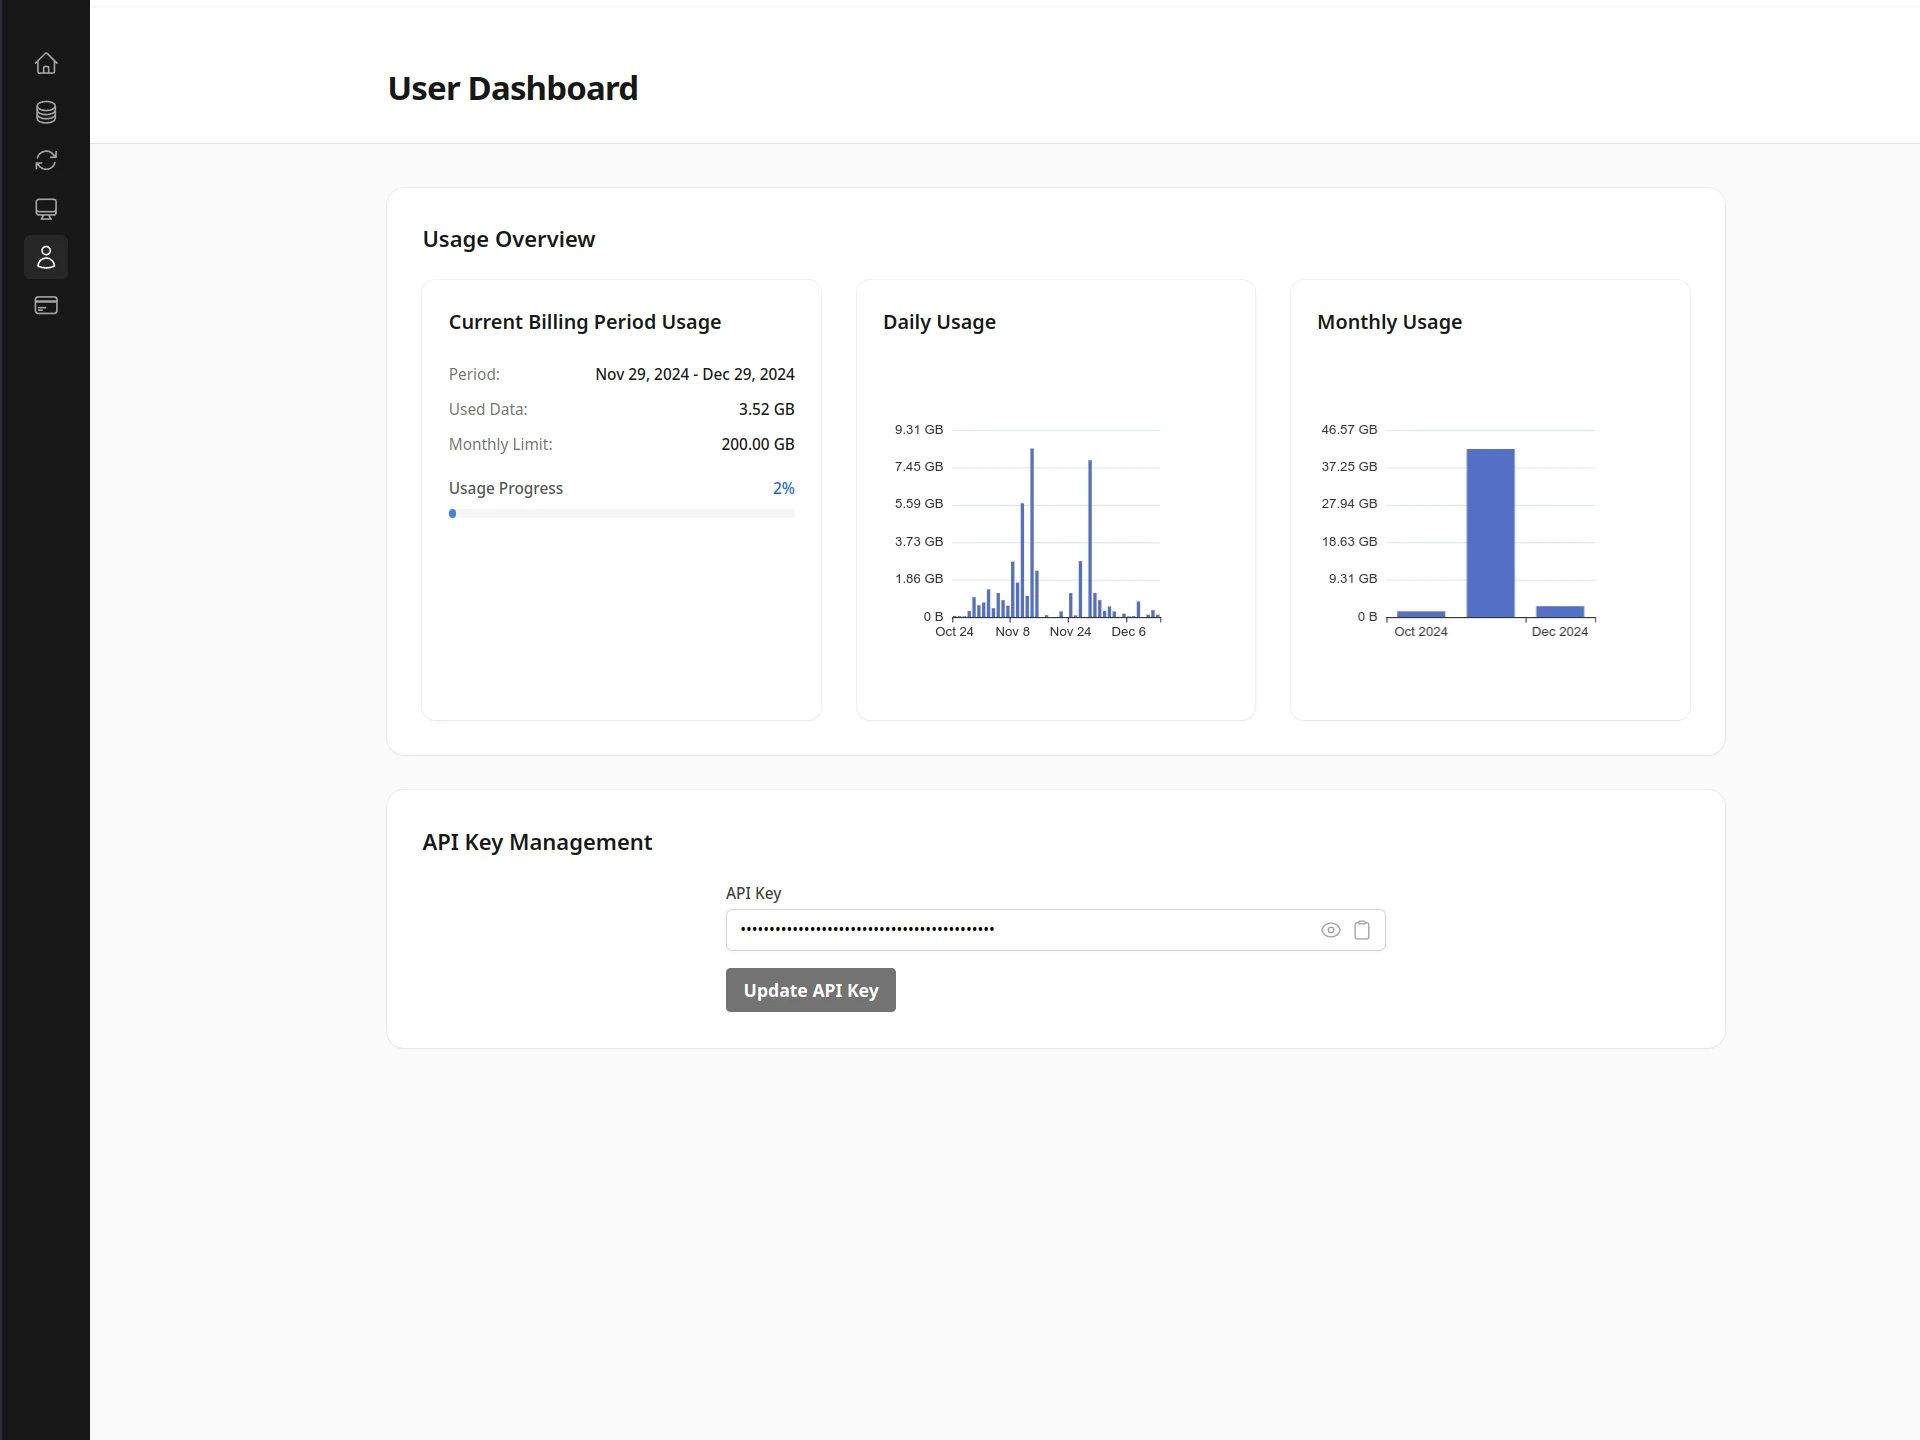 User Dashboard
Usage Overview
Current Billing Period Usage
Period: Nov 29, 2024 - Dec 29, 2024
Used Data: 3.52 GB
Monthly Limit: 200.00 GB
Usage Progress 2%
Daily Usage
9.31 GB
7.45 GB
5.59 GB
3.73 GB
1.86 GB
0 B
Oct 24 Nov 8 Nov 24 Dec 6
Monthly Usage
46.57 GB
37.25 GB
27.94 GB
18.63 GB
9.31 GB
0 B
Oct 2024 Dec 2024
API Key Management
API Key
Update API Key